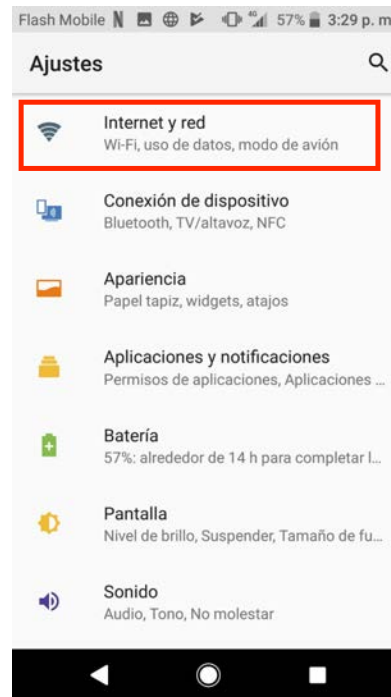 Flash Mobile 57% 3:29 p. m
Ajustes
Internet y red
Wi-Fi, uso de datos, modo de avión
Conexión de dispositivo
Bluetooth, TV/altavoz, NFC
Apariencia
Papel tapiz, widgets, atajos
Aplicaciones y notificaciones
Permisos de aplicaciones, Aplicaciones ...
Batería
57%: alrededor de 14 h para completar l...
Pantalla
Nivel de brillo, Suspender, Tamaño de fu...
Sonido
Audio, Tono, No molestar